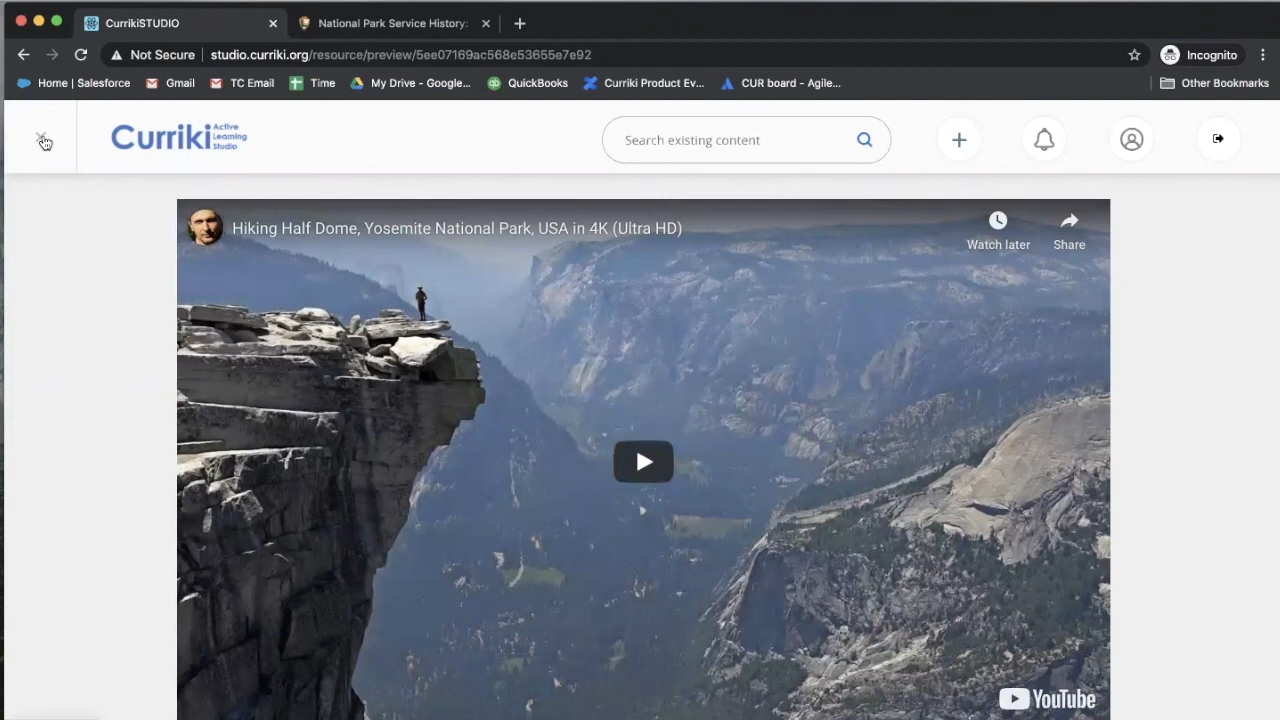 CurrikiSTUDIO
National Park Service History:
Not Secure studio.curriki.org/resource/preview/5ee07169ac568e53655e7e92
Incognito
Home | Salesforce Gmail TC Email Time My Drive - Google... QuickBooks Curriki Product Ev... CUR board - Agile... Other Bookmarks
Curriki Active Learning Studio
Search existing content
Hiking Half Dome, Yosemite National Park, USA in 4K (Ultra HD)
Watch later
Share
YouTube